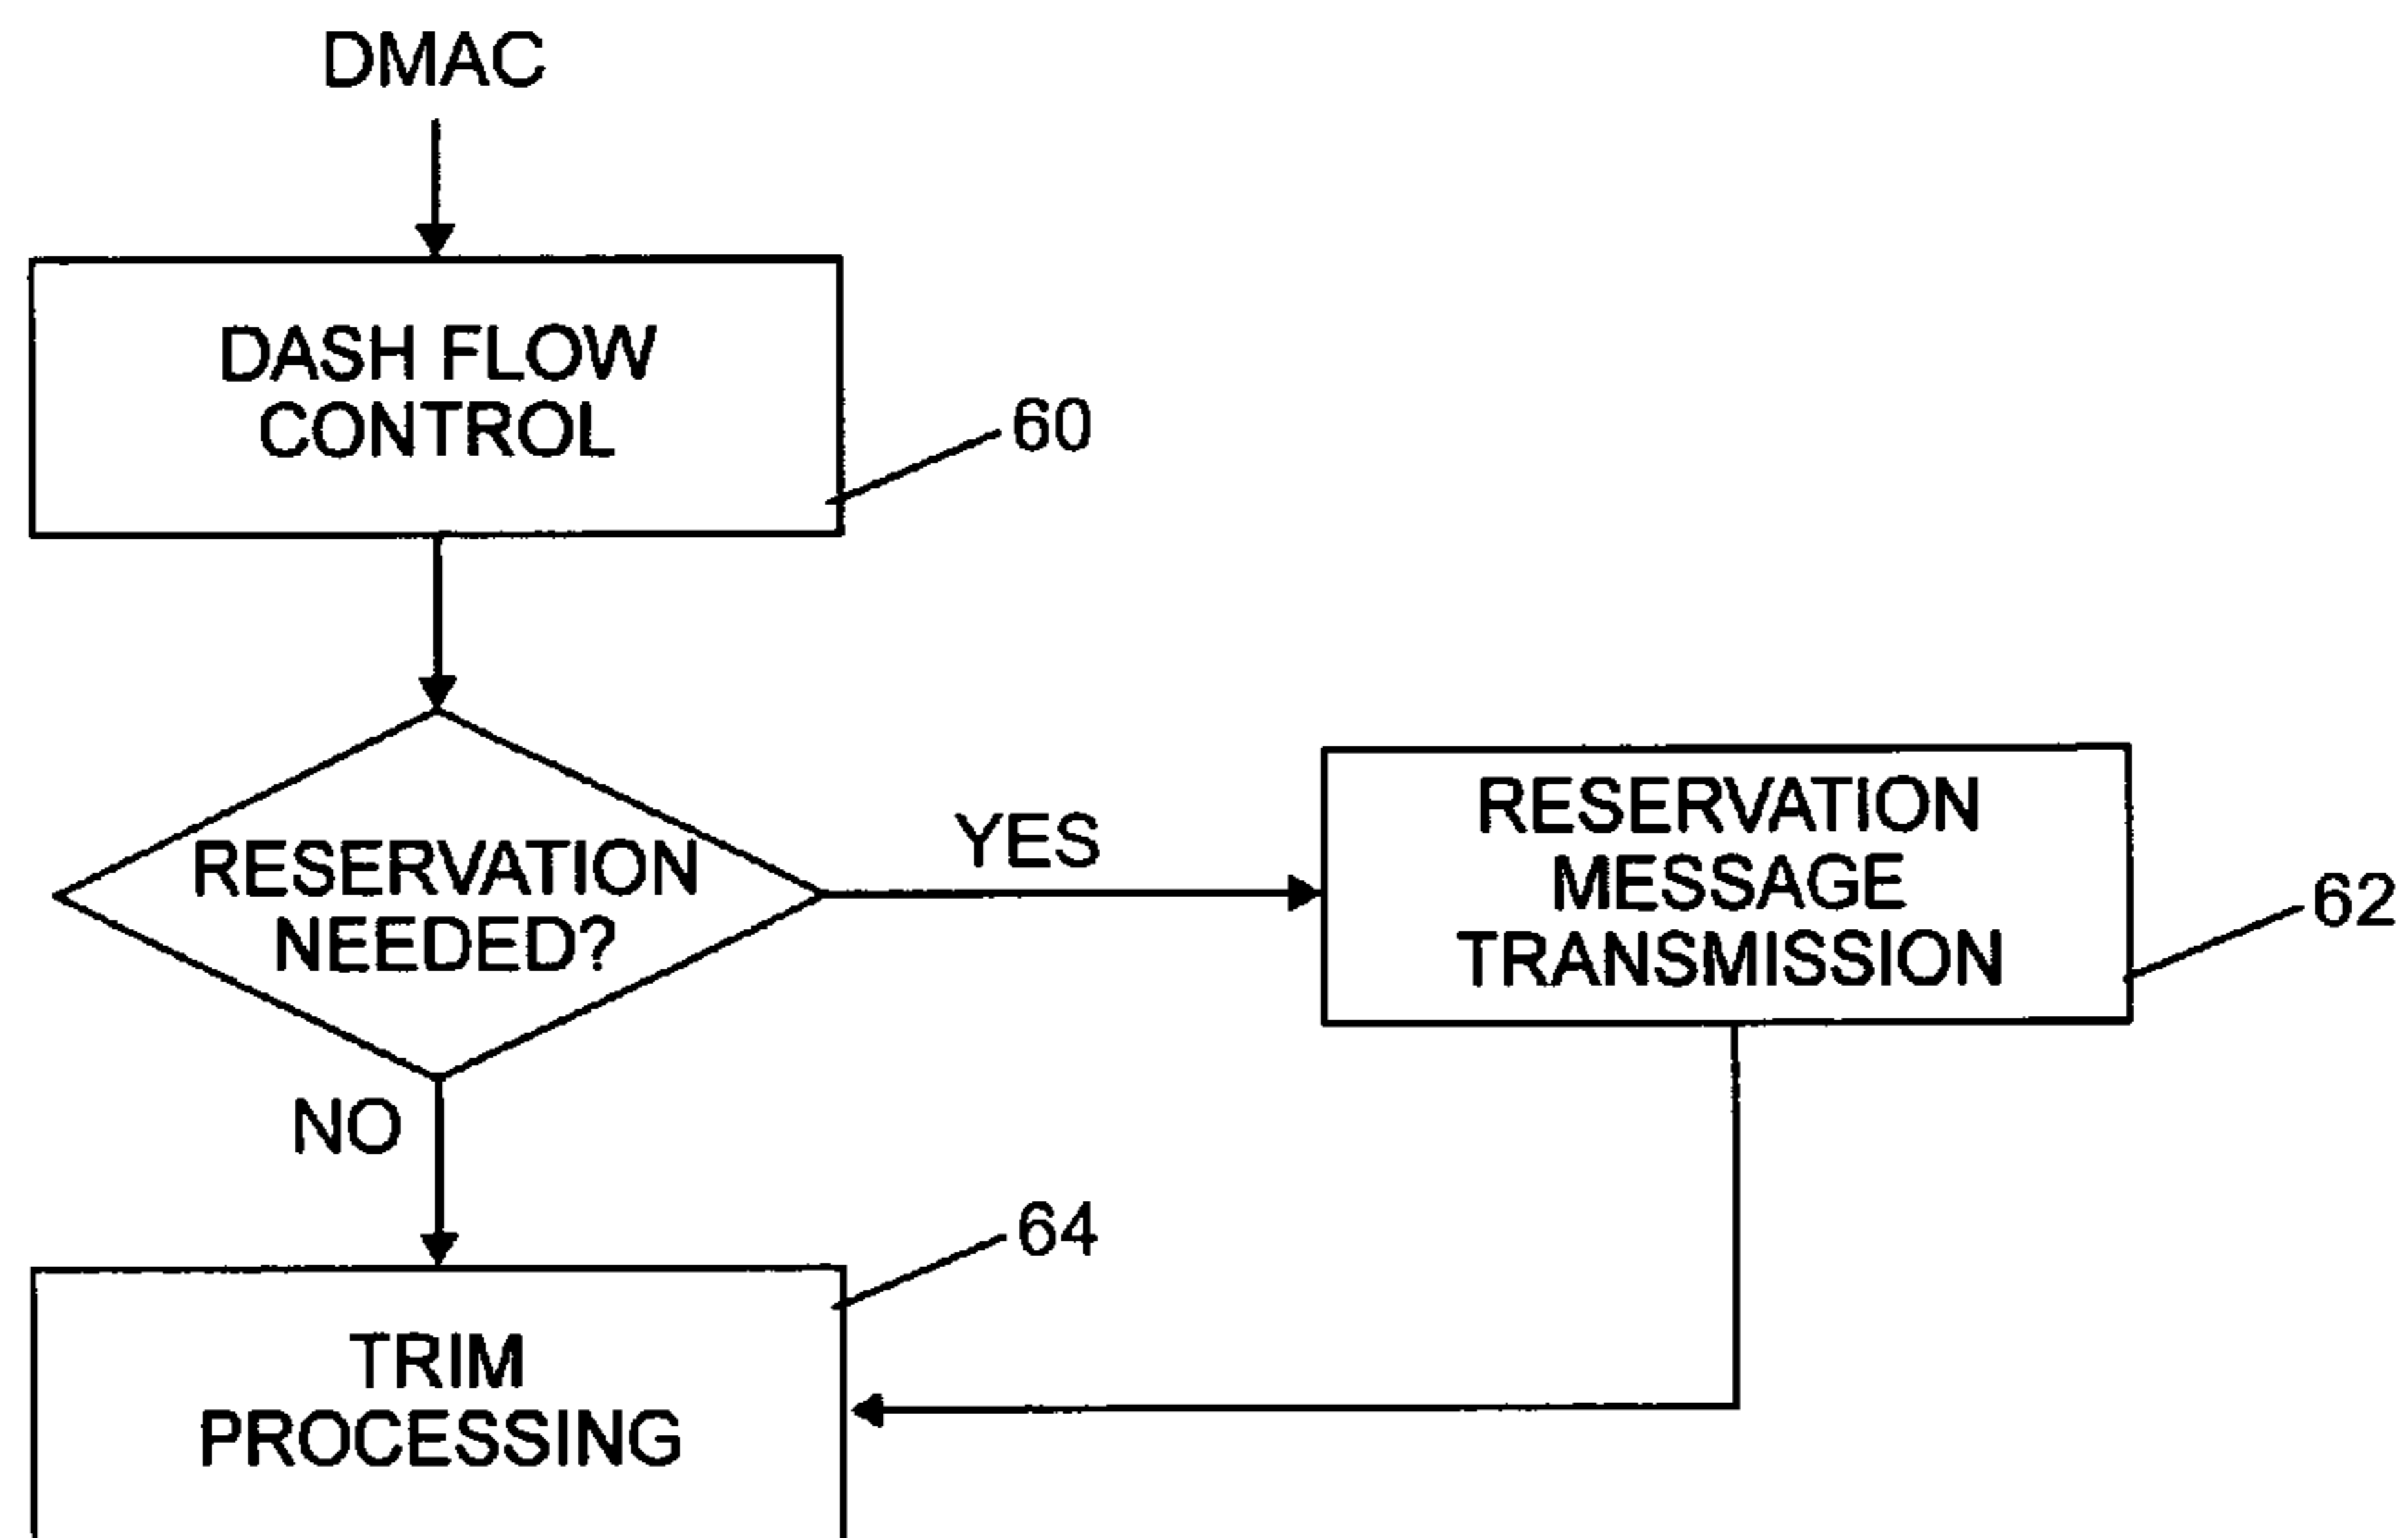 DMAC
DASH FLOW
CONTROL
60
RESERVATION
NEEDED?
YES
RESERVATION
MESSAGE
TRANSMISSION
62
NO
64
TRIM
PROCESSING